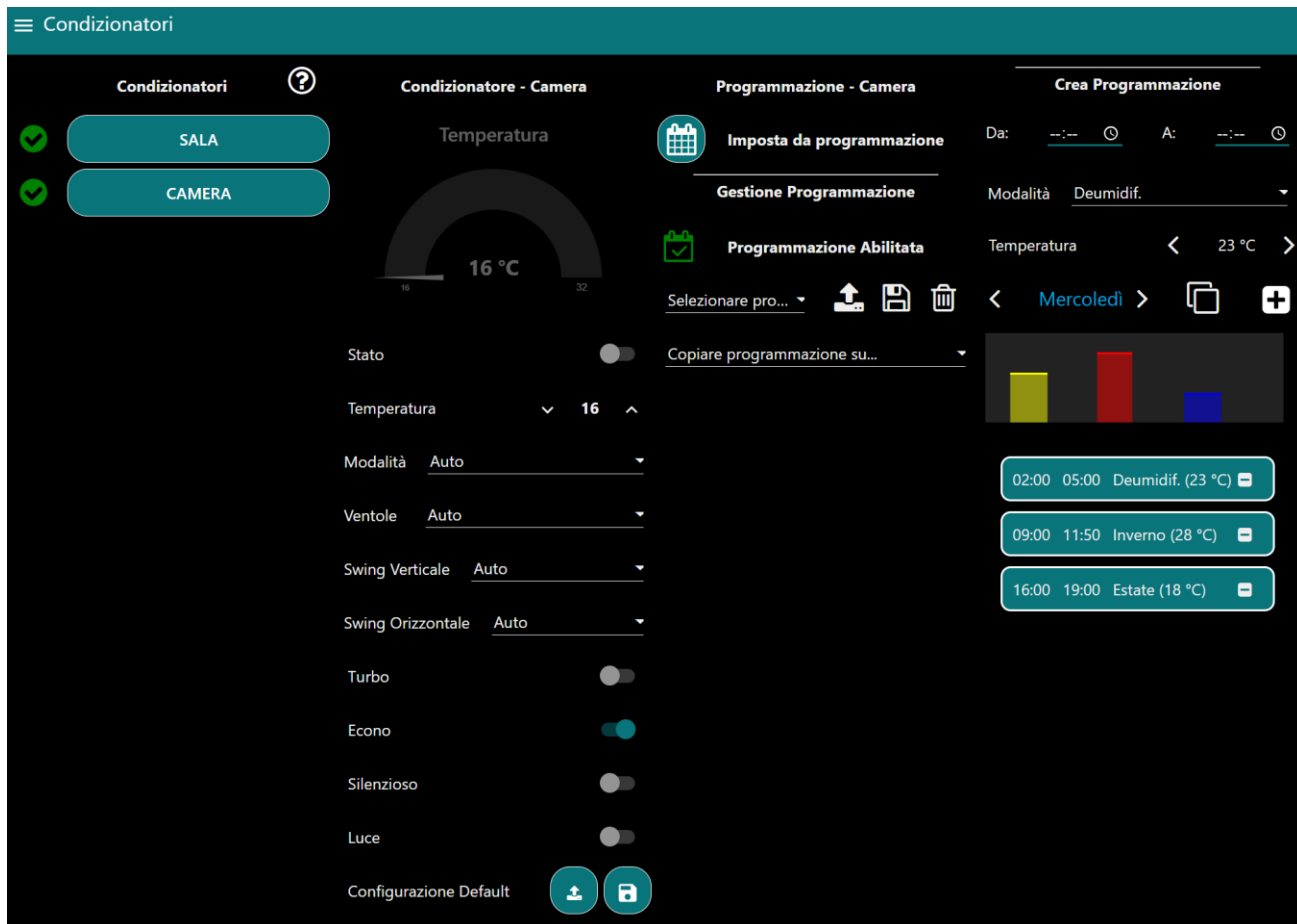 Condizionatori
Condizionatori
SALA
CAMERA
Condizionatore - Camera
Temperatura
16 °C
16 32
Stato
Temperatura 16
Modalità Auto
Ventole Auto
Swing Verticale Auto
Swing Orizzontale Auto
Turbo
Econo
Silenzioso
Luce
Configurazione Default
Programmazione - Camera
Imposta da programmazione
Gestione Programmazione
Programmazione Abilitata
Selezionare pro...
Copiare programmazione su...
Crea Programmazione
Da: --:-- A: --:--
Modalità Deumidif.
Temperatura 23 °C
Mercoledì
02:00 05:00 Deumidif. (23 °C)
09:00 11:50 Inverno (28 °C)
16:00 19:00 Estate (18 °C)